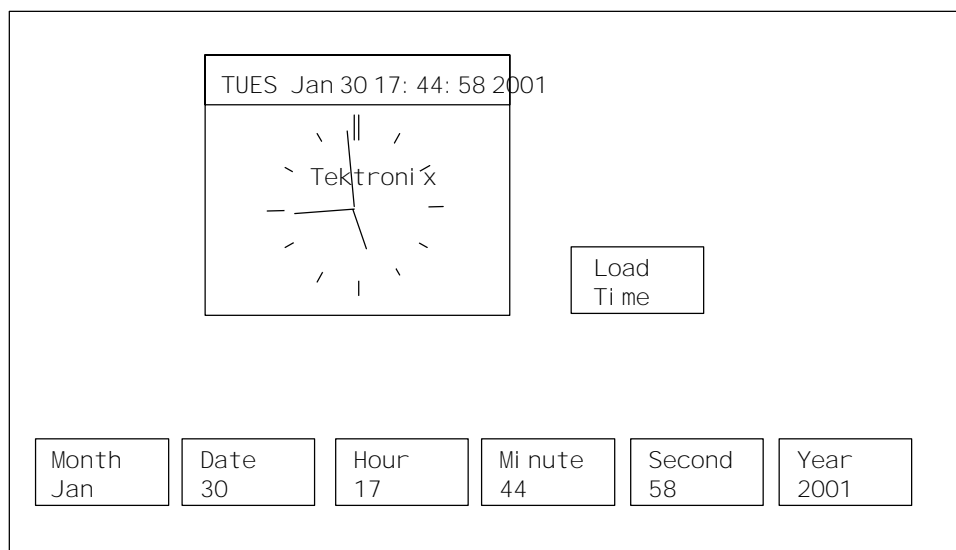 TUES Jan 30 17:44:58 2001
Tektronix
Load
Time
Month
Jan
Date
30
Hour
17
Minute
44
Second
58
Year
2001